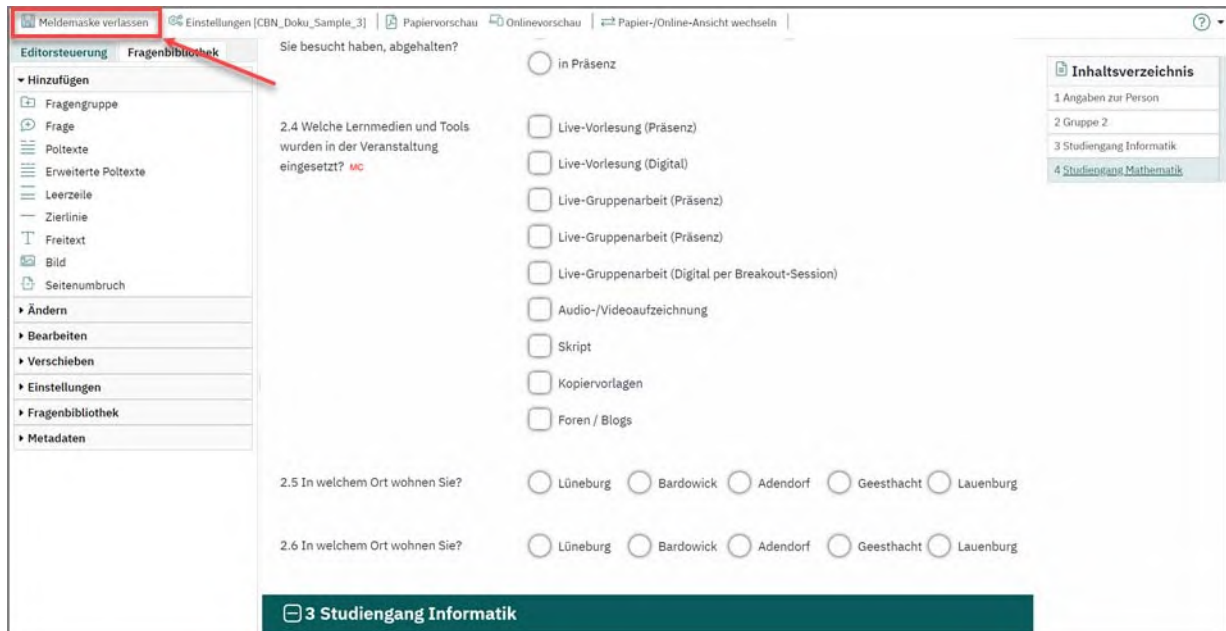 Meldemaske verlassen
Einstellungen [CBN_Doku_Sample_3]
Papiervorschau
Onlinevorschau
Papier-/Online-Ansicht wechseln
Editorsteuerung
Fragenbibliothek
Hinzufügen
Fragengruppe
Frage
Poltexte
Erweiterte Poltexte
Leerzeile
Zierlinie
Freitext
Bild
Seitenumbruch
Ändern
Bearbeiten
Verschieben
Einstellungen
Fragenbibliothek
Metadaten
Sie besucht haben, abgehalten?
in Präsenz
2.4 Welche Lernmedien und Tools
wurden in der Veranstaltung
eingesetzt? MC
Live-Vorlesung (Präsenz)
Live-Vorlesung (Digital)
Live-Gruppenarbeit (Präsenz)
Live-Gruppenarbeit (Präsenz)
Live-Gruppenarbeit (Digital per Breakout-Session)
Audio-/Videoaufzeichnung
Skript
Kopiervorlagen
Foren / Blogs
2.5 In welchem Ort wohnen Sie? Lüneburg Bardowick Adendorf Geesthacht Lauenburg
2.6 In welchem Ort wohnen Sie? Lüneburg Bardowick Adendorf Geesthacht Lauenburg
3 Studiengang Informatik
Inhaltsverzeichnis
1 Angaben zur Person
2 Gruppe 2
3 Studiengang Informatik
4 Studiengang Mathematik